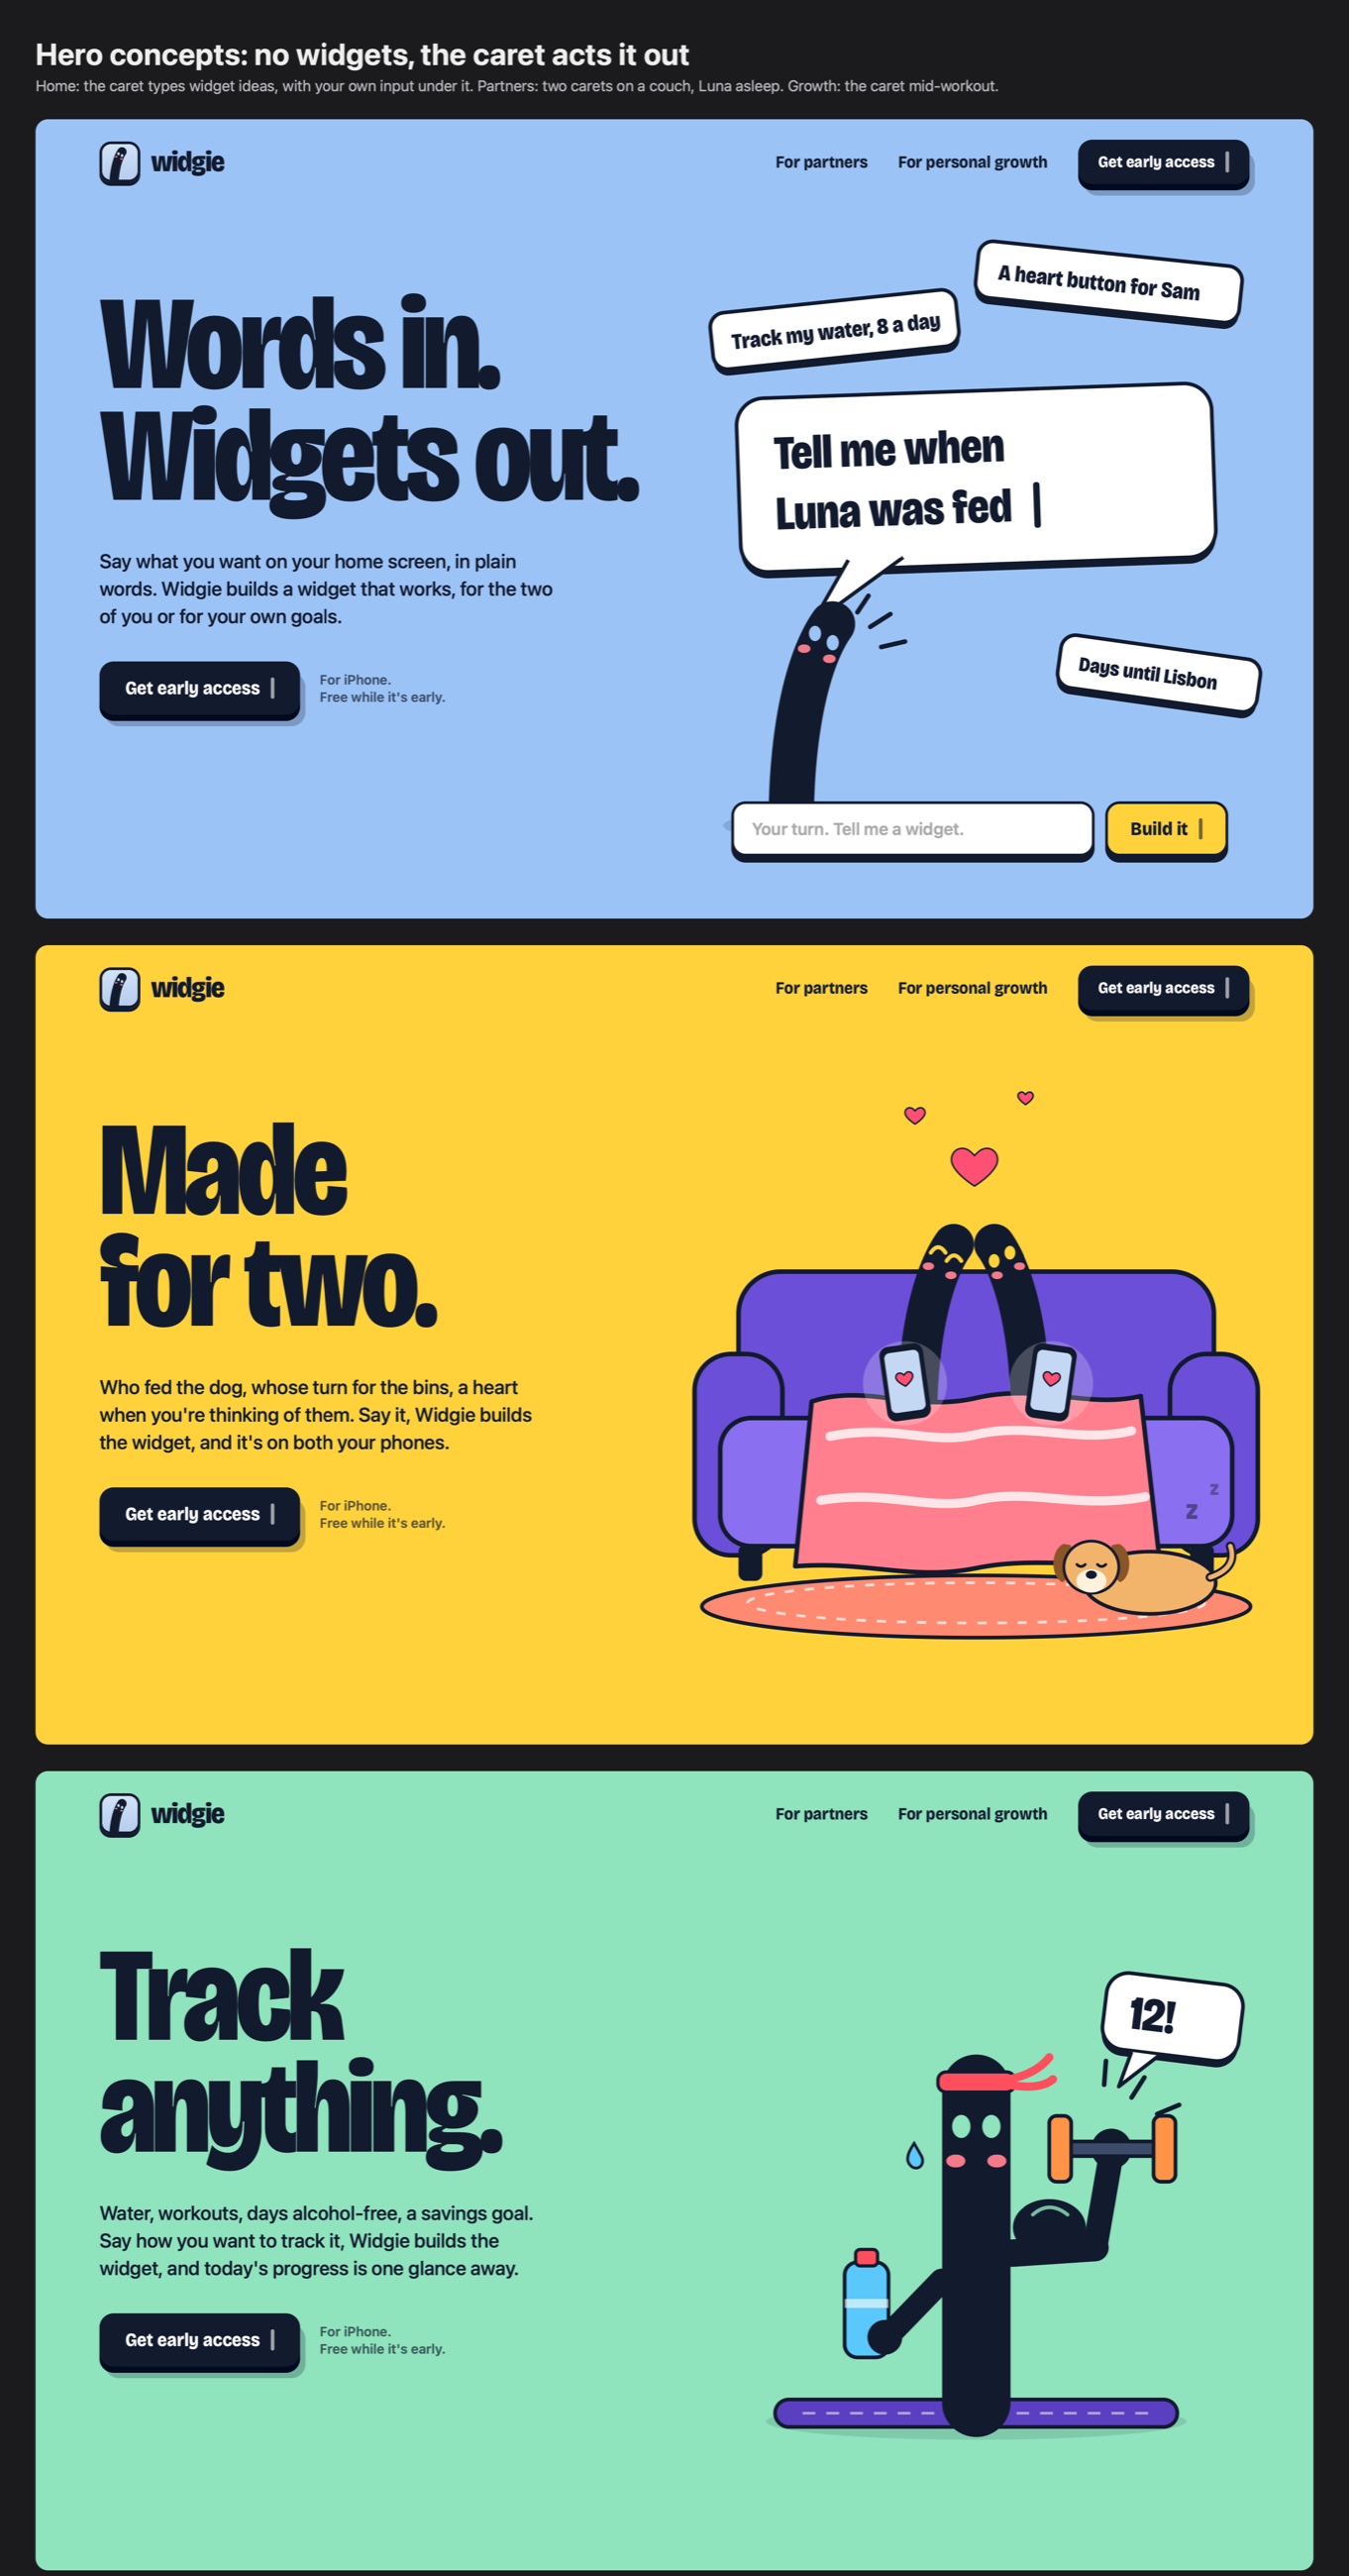 Hero concepts: no widgets, the caret acts it out
Home: the caret types widget ideas, with your own input under it. Partners: two carets on a couch, Luna asleep. Growth: the caret mid-workout.
widgie
For partners
For personal growth
Get early access
Words in.
Widgets out.
Say what you want on your home screen, in plain
words. Widgie builds a widget that works, for the two
of you or for your own goals.
Get early access
For iPhone.
Free while it's early.
A heart button for Sam
Track my water, 8 a day
Tell me when
Luna was fed
Days until Lisbon
Your turn. Tell me a widget.
Build it
widgie
For partners
For personal growth
Get early access
Made
for two.
Who fed the dog, whose turn for the bins, a heart
when you're thinking of them. Say it, Widgie builds
the widget, and it's on both your phones.
Get early access
For iPhone.
Free while it's early.
z
z
widgie
For partners
For personal growth
Get early access
Track
anything.
Water, workouts, days alcohol-free, a savings goal.
Say how you want to track it, Widgie builds the
widget, and today's progress is one glance away.
Get early access
For iPhone.
Free while it's early.
12!